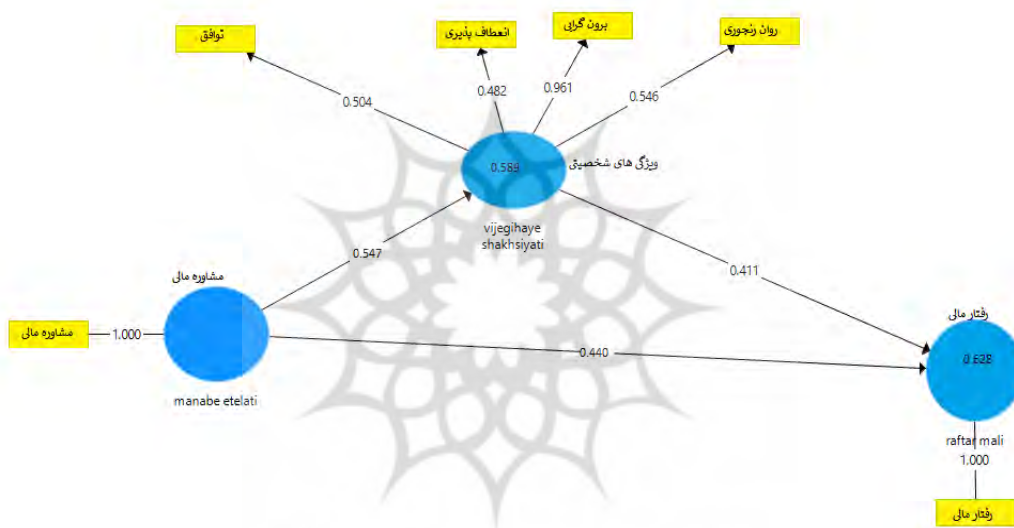 توافق
انعطاف پذیری
برون گرایی
روان رنجوری
0.504
0.482
0.961
0.546
0.589
ویژگی های شخصیتی
vijegihaye
shakhsiyati
0.547
0.411
مشاوره مالی
رفتار مالی
مشاوره مالی
1.000
0.440
0.628
manabe etelati
raftar mali
1.000
رفتار مالی